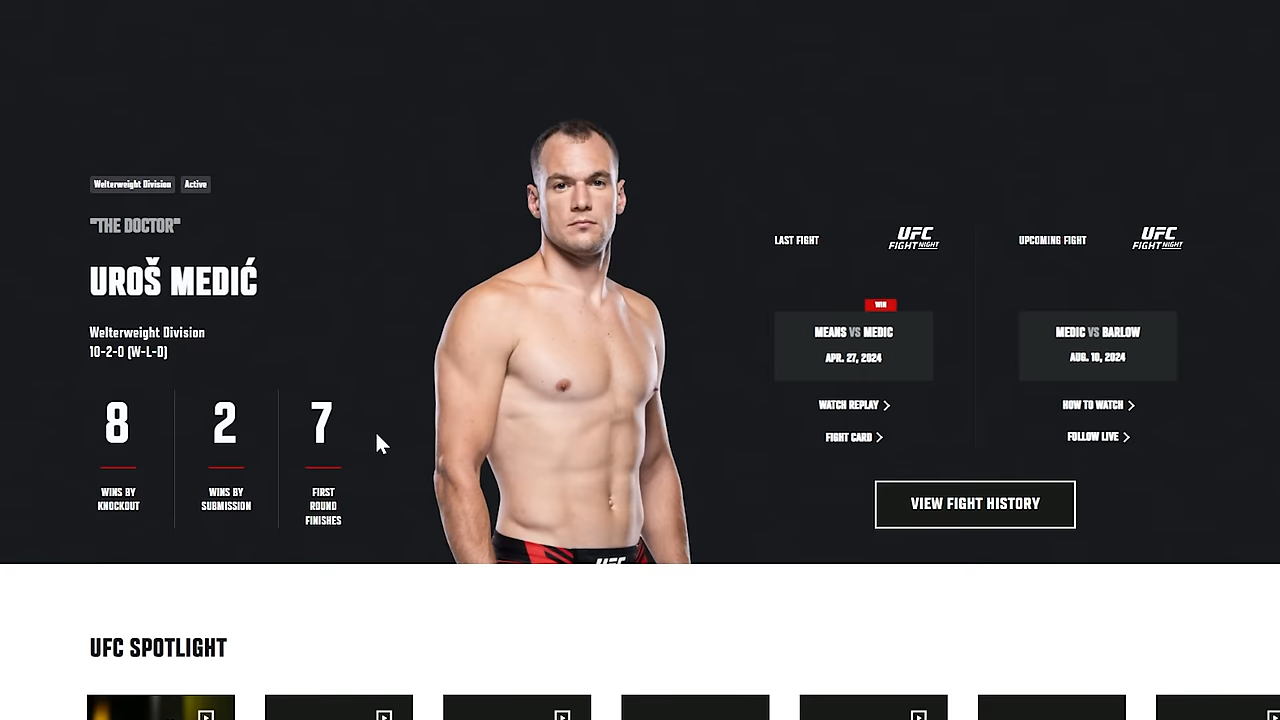 Welterweight Division Active
"THE DOCTOR"
UROŠ MEDIĆ
Welterweight Division
10-2-0 (W-L-D)
8
WINS BY
KNOCKOUT
2
WINS BY
SUBMISSION
7
FIRST
ROUND
FINISHES
UFC
LAST FIGHT
UFC
FIGHT NIGHT
WIN
MEANS VS MEDIC
APR. 27, 2024
WATCH REPLAY
FIGHT CARD
UPCOMING FIGHT
UFC
FIGHT NIGHT
MEDIC VS BARLOW
AUG. 10, 2024
HOW TO WATCH
FOLLOW LIVE
VIEW FIGHT HISTORY
UFC SPOTLIGHT